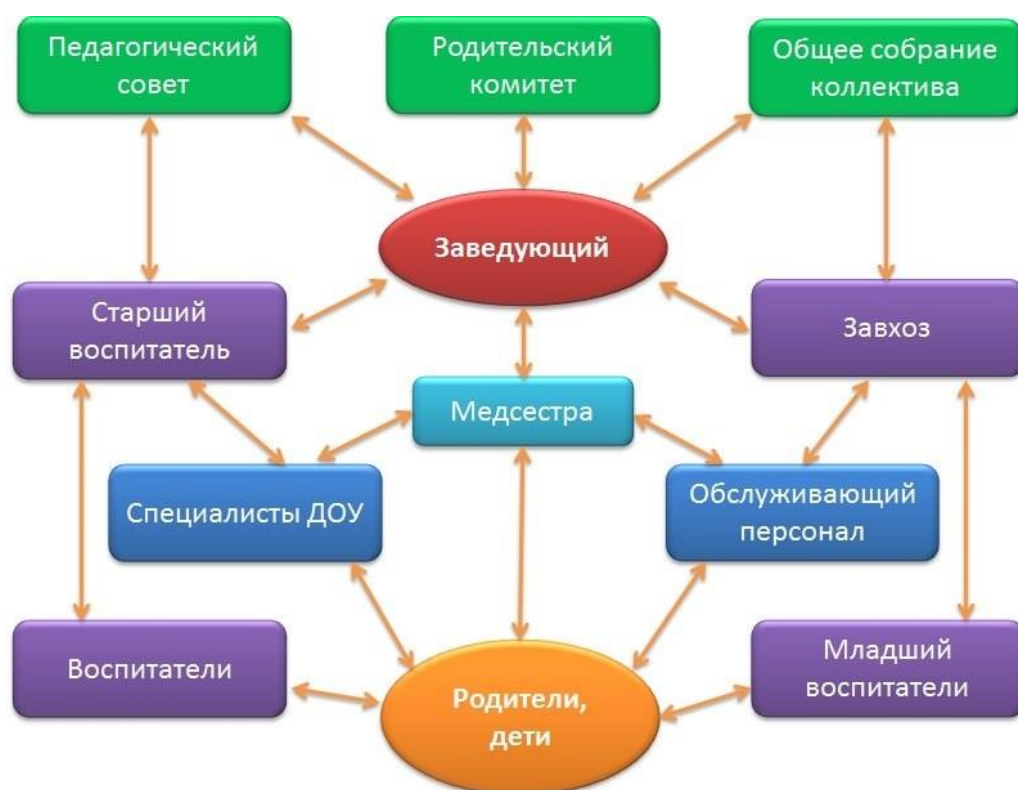 Педагогический
совет
Родительский
комитет
Общее собрание
коллектива
Заведующий
Старший
воспитатель
Завхоз
Медсестра
Специалисты ДОУ
Обслуживающий
персонал
Воспитатели
Младший
воспитатели
Родители,
дети